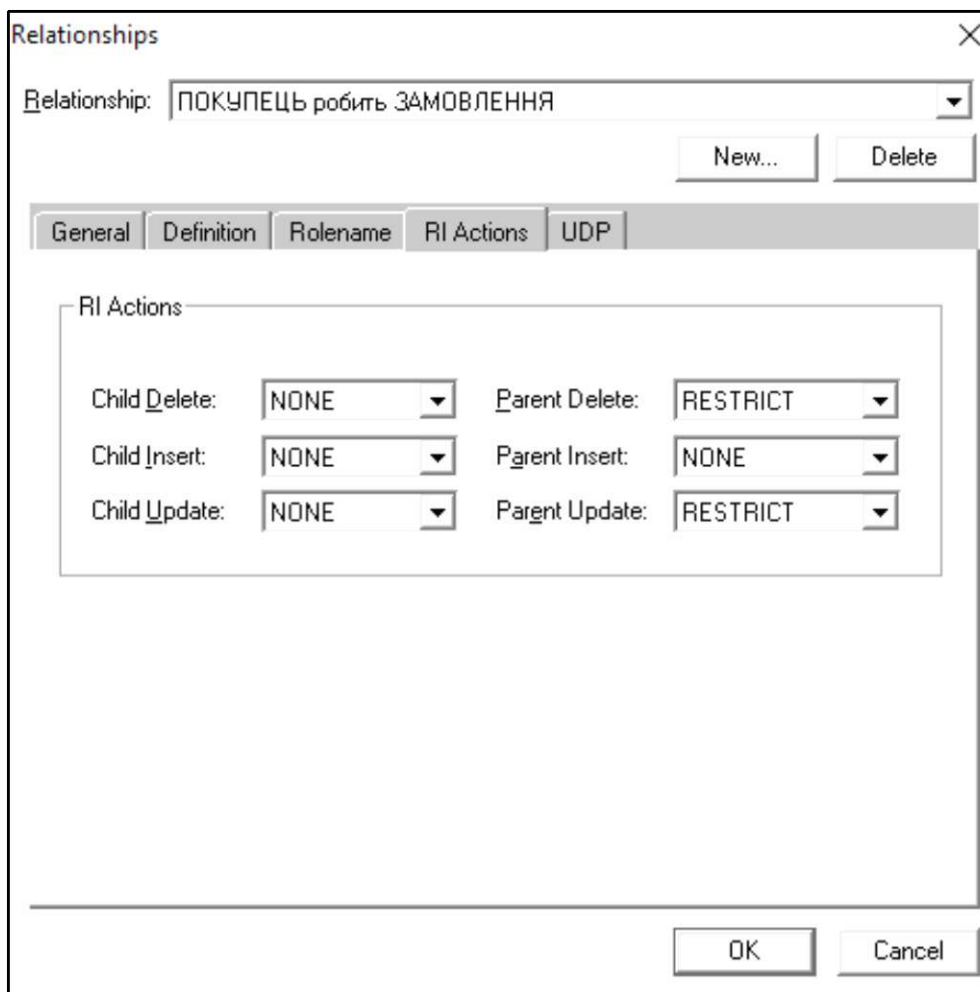 Relationships
Relationship: ПОКУПЕЦЬ робить ЗАМОВЛЕННЯ
New... Delete
General Definition Rolename RI Actions UDP
RI Actions
Child Delete: NONE Parent Delete: RESTRICT
Child Insert: NONE Parent Insert: NONE
Child Update: NONE Parent Update: RESTRICT
OK Cancel